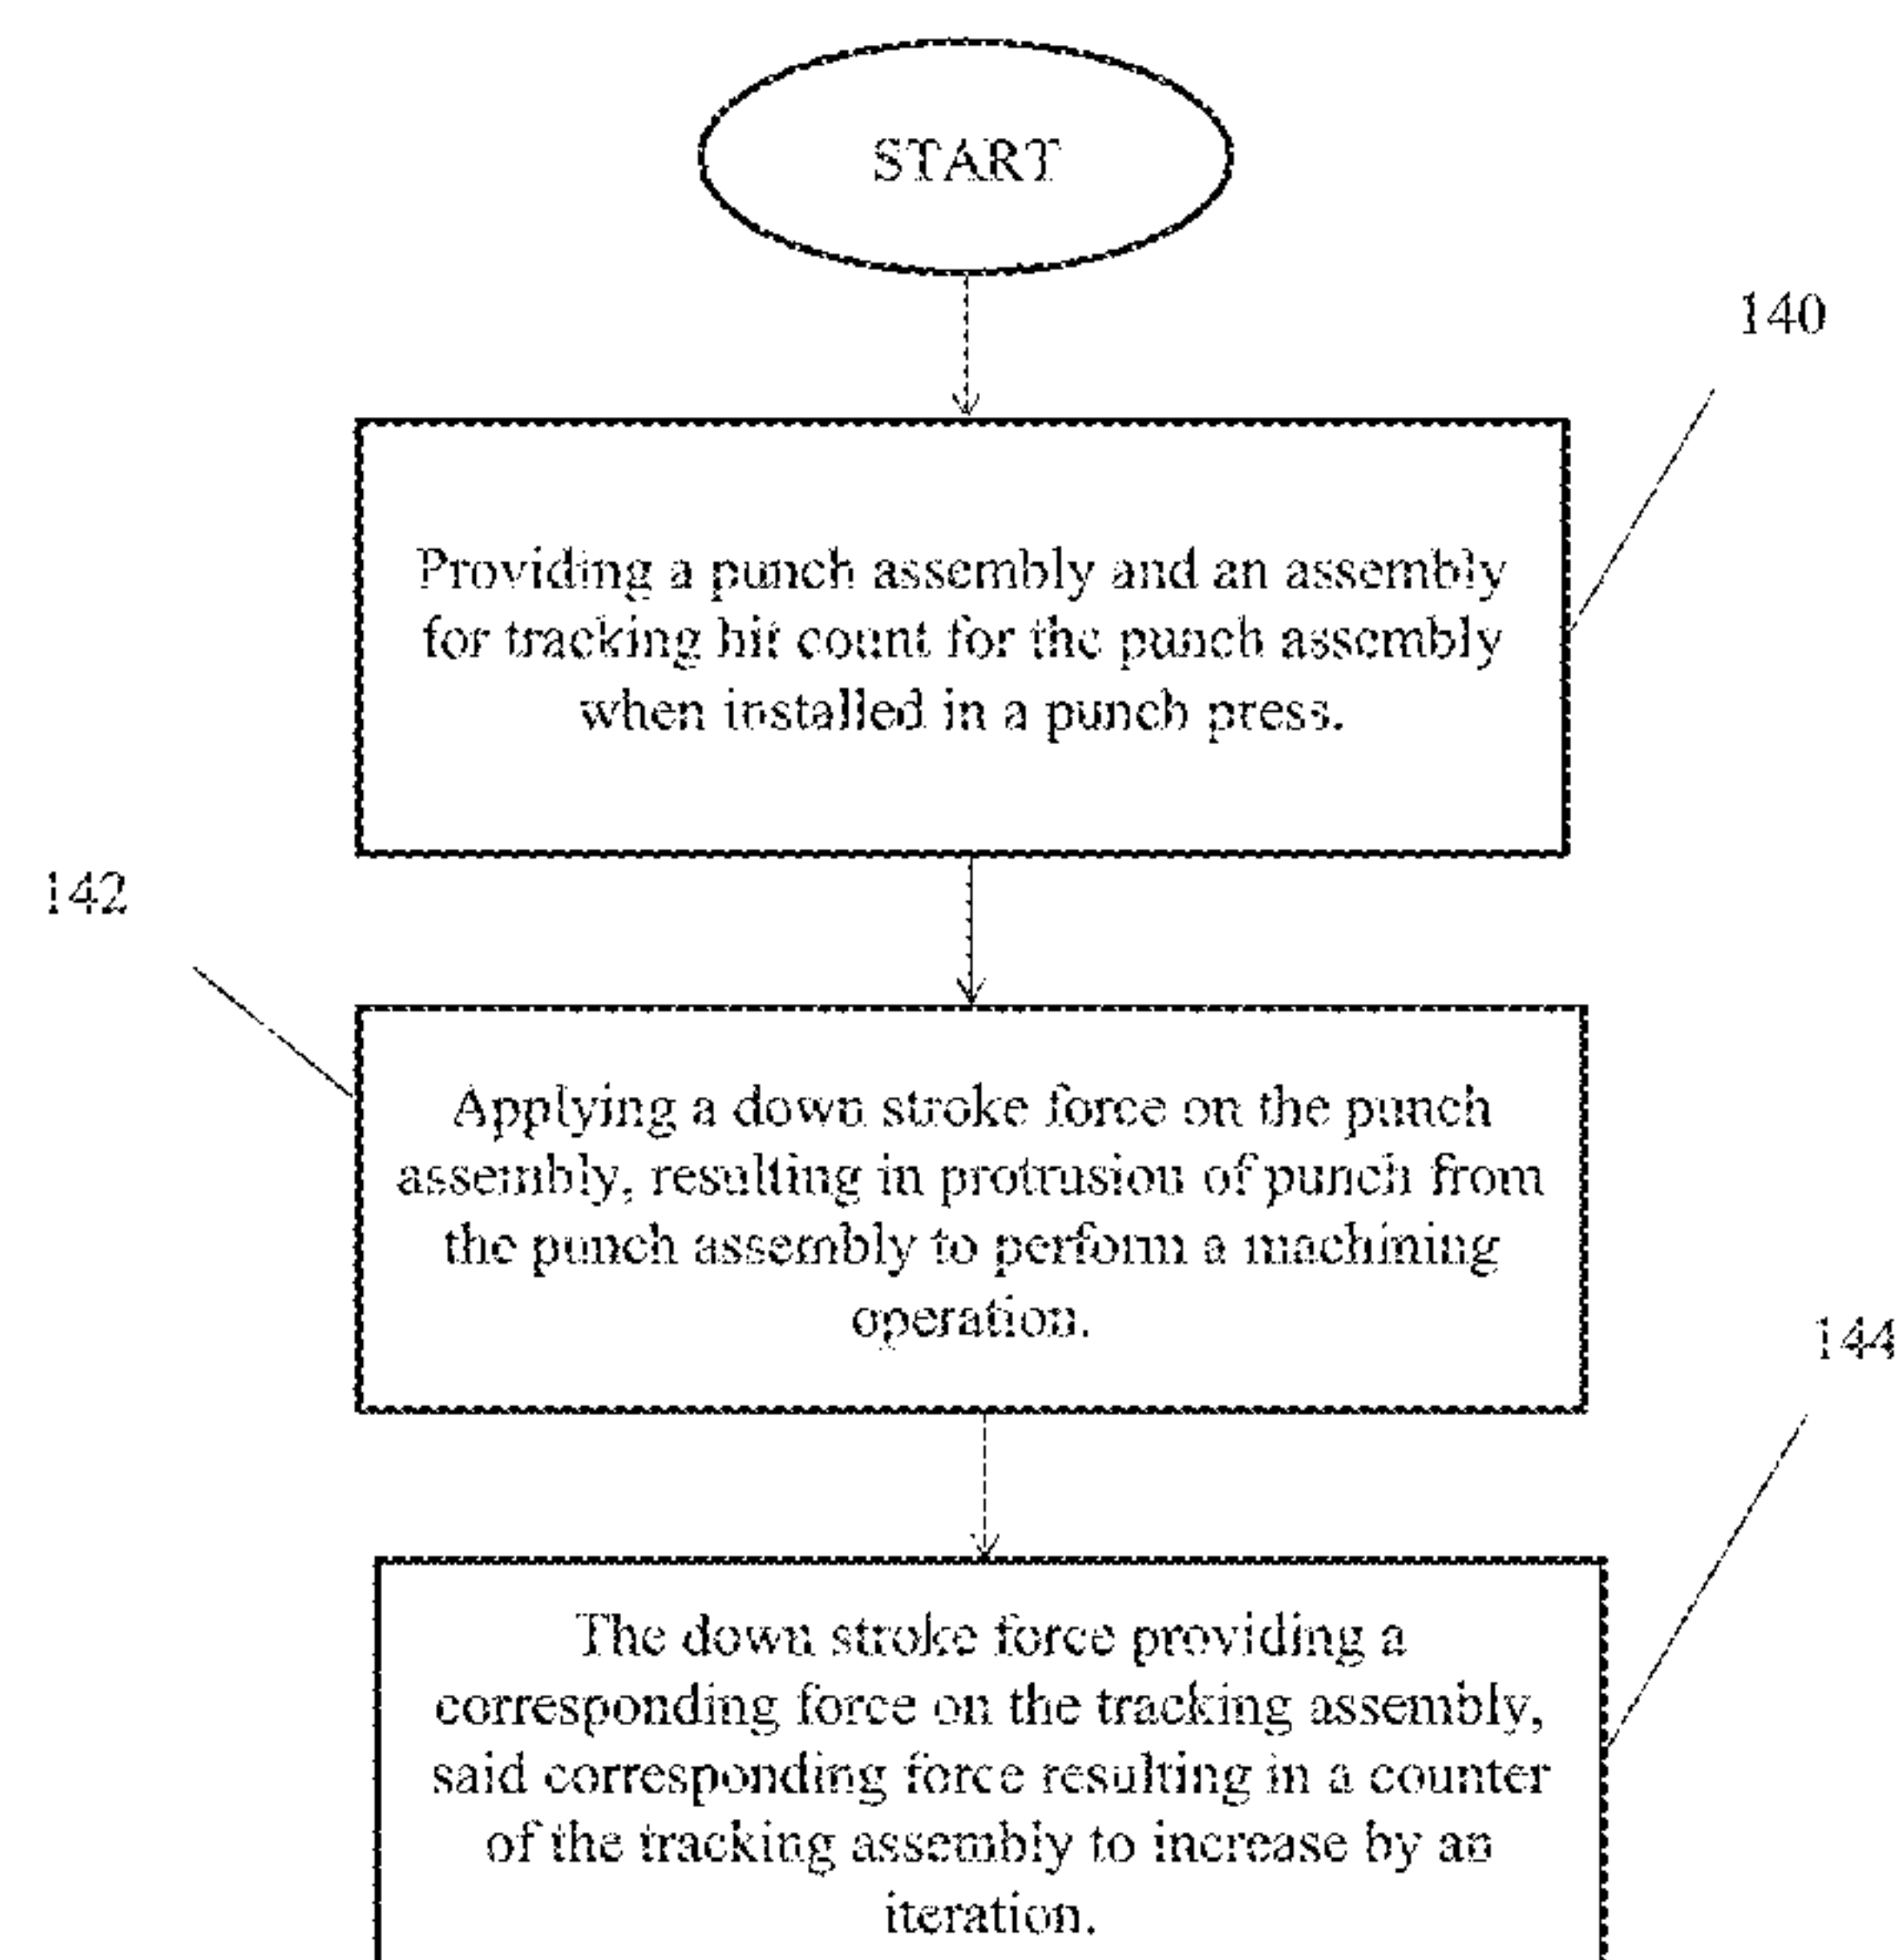 START
140
Providing a punch assembly and an assembly
for tracking hit count for the punch assembly
when installed in a punch press.
142
Applying a down stroke force on the punch
assembly, resulting in protrusion of punch from
the punch assembly to perform a machining
operation.
144
The down stroke force providing a
corresponding force on the tracking assembly,
said corresponding force resulting in a counter
of the tracking assembly to increase by an
iteration.